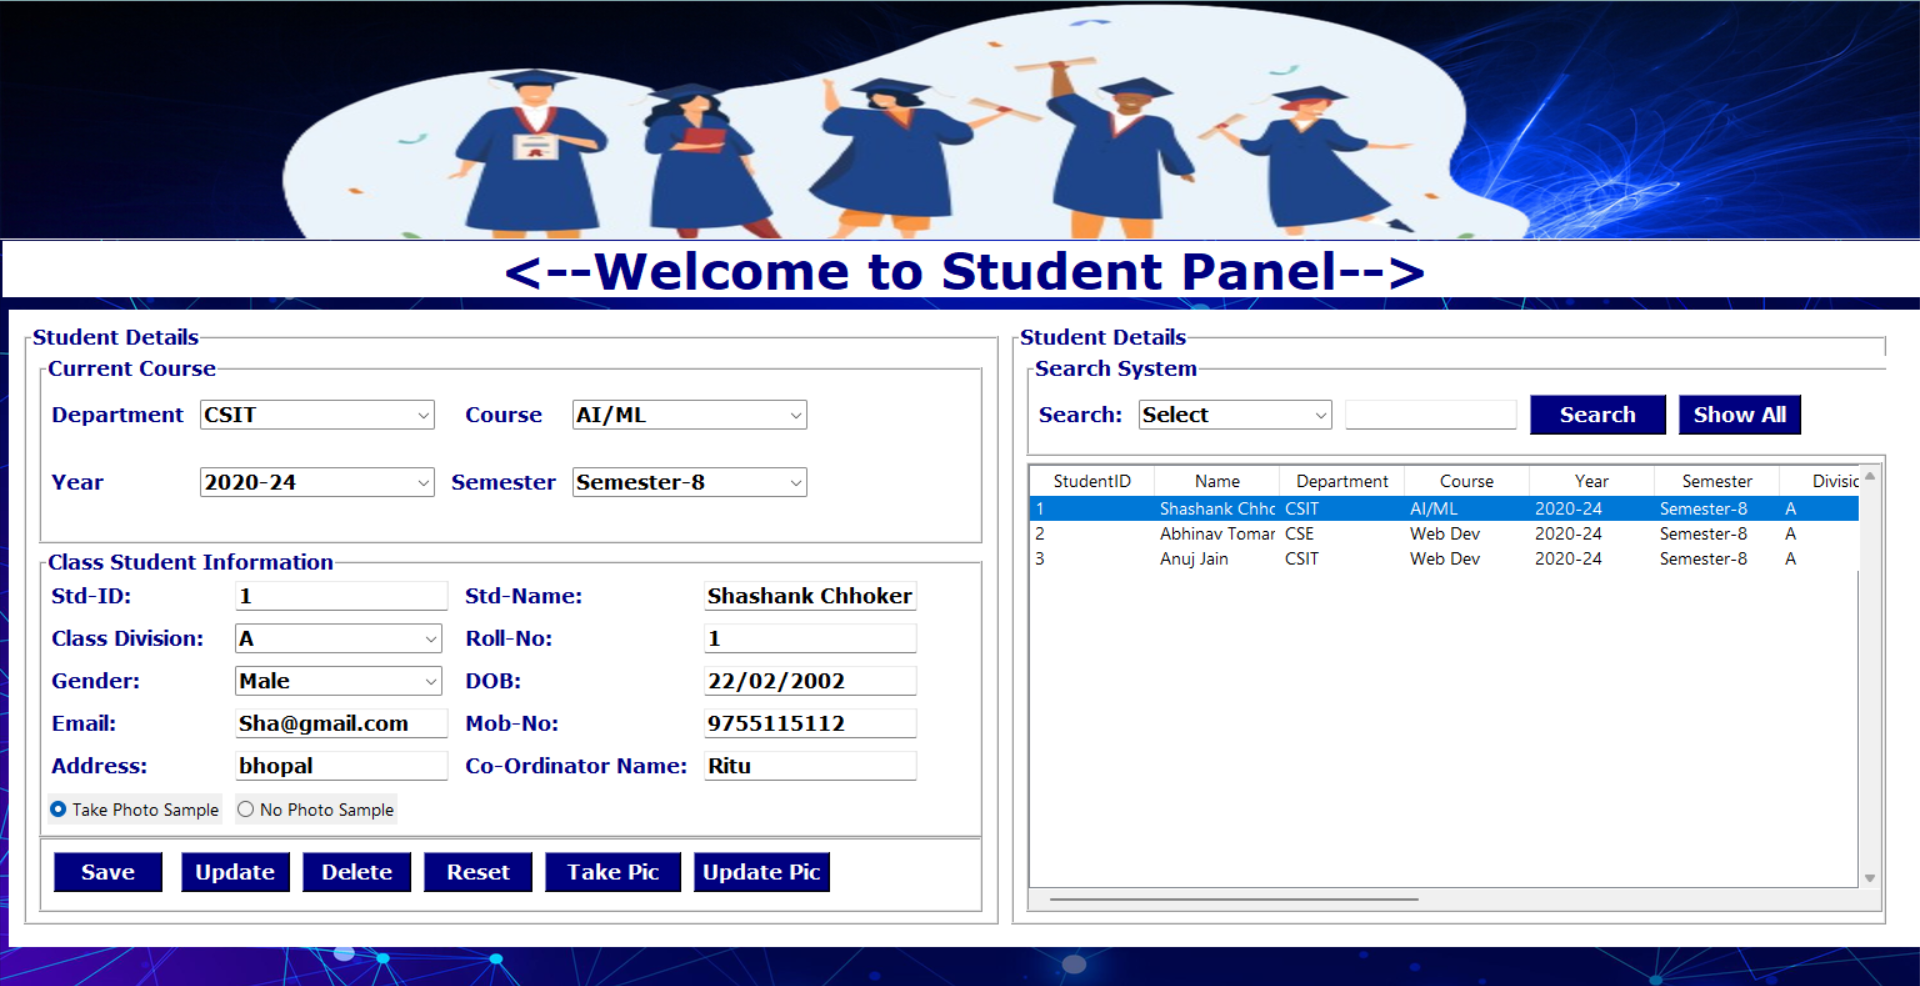 <--Welcome to Student Panel-->
Student Details
Current Course
Department CSIT Course AI/ML
Year 2020-24 Semester Semester-8
Class Student Information
Std-ID: 1 Std-Name: Shashank Chhoker
Class Division: A Roll-No: 1
Gender: Male DOB: 22/02/2002
Email: Sha@gmail.com Mob-No: 9755115112
Address: bhopal Co-Ordinator Name: Ritu
Take Photo Sample No Photo Sample
Save Update Delete Reset Take Pic Update Pic
Student Details
Search System
Search: Select Search Show All
StudentID Name Department Course Year Semester Divisic
1 Shashank Chhc CSIT AI/ML 2020-24 Semester-8 A
2 Abhinav Tomar CSE Web Dev 2020-24 Semester-8 A
3 Anuj Jain CSIT Web Dev 2020-24 Semester-8 A